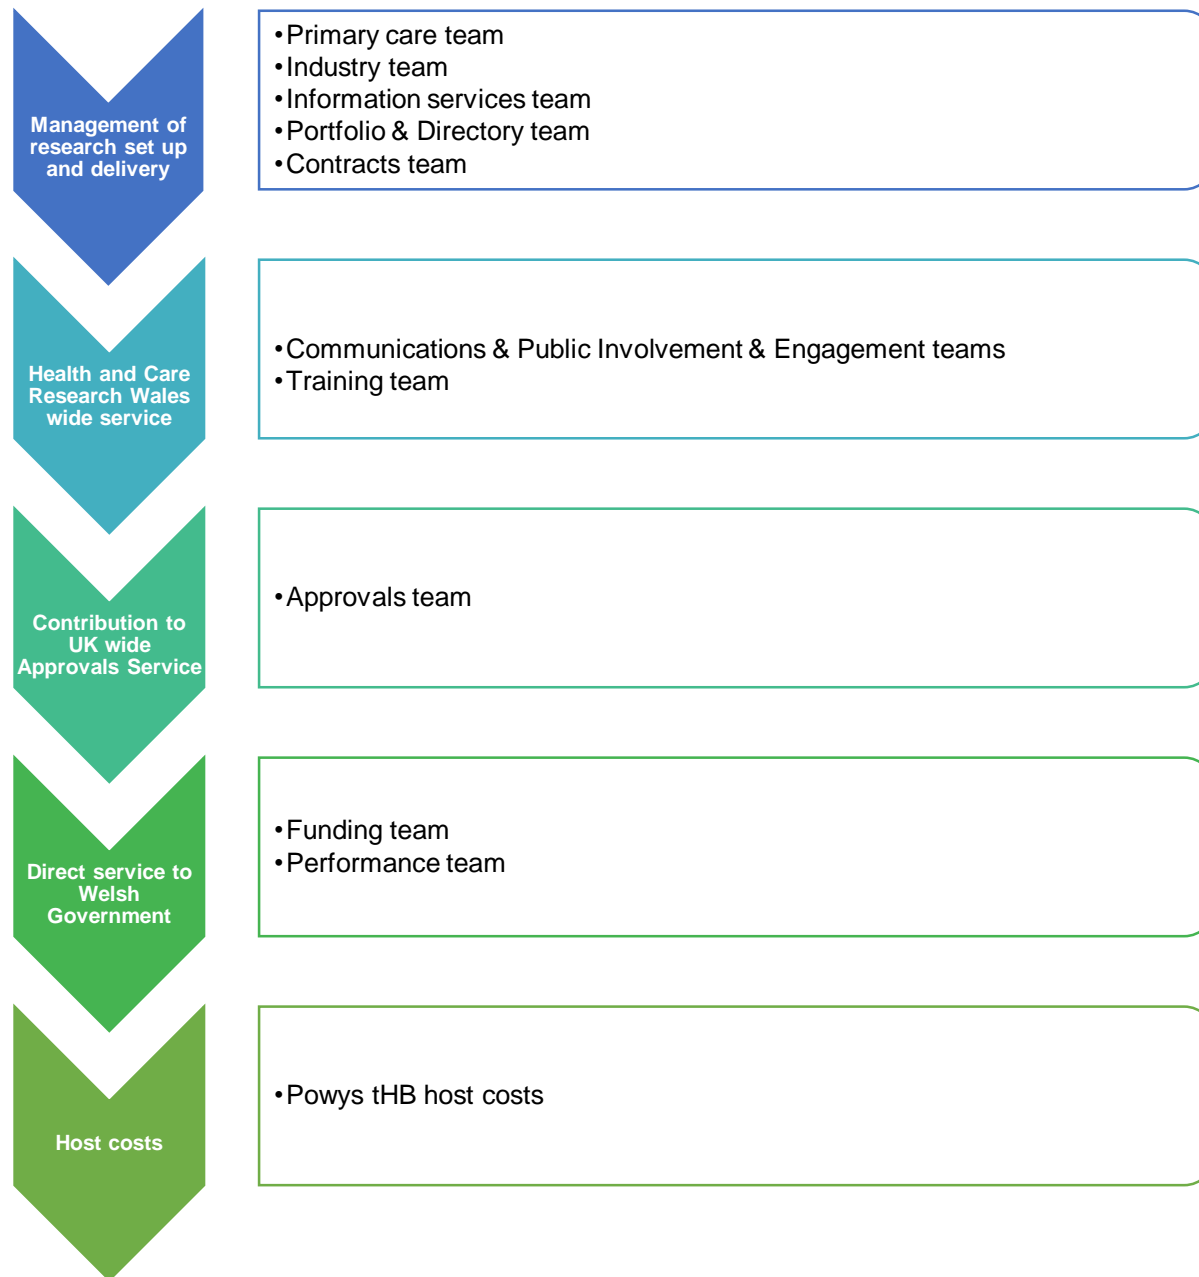 Management of
research set up
and delivery
•Primary care team
•Industry team
•Information services team
•Portfolio & Directory team
•Contracts team
Health and Care
Research Wales
wide service
•Communications & Public Involvement & Engagement teams
•Training team
Contribution to
UK wide
Approvals Service
•Approvals team
Direct service to
Welsh
Government
•Funding team
•Performance team
Host costs
•Powys tHB host costs